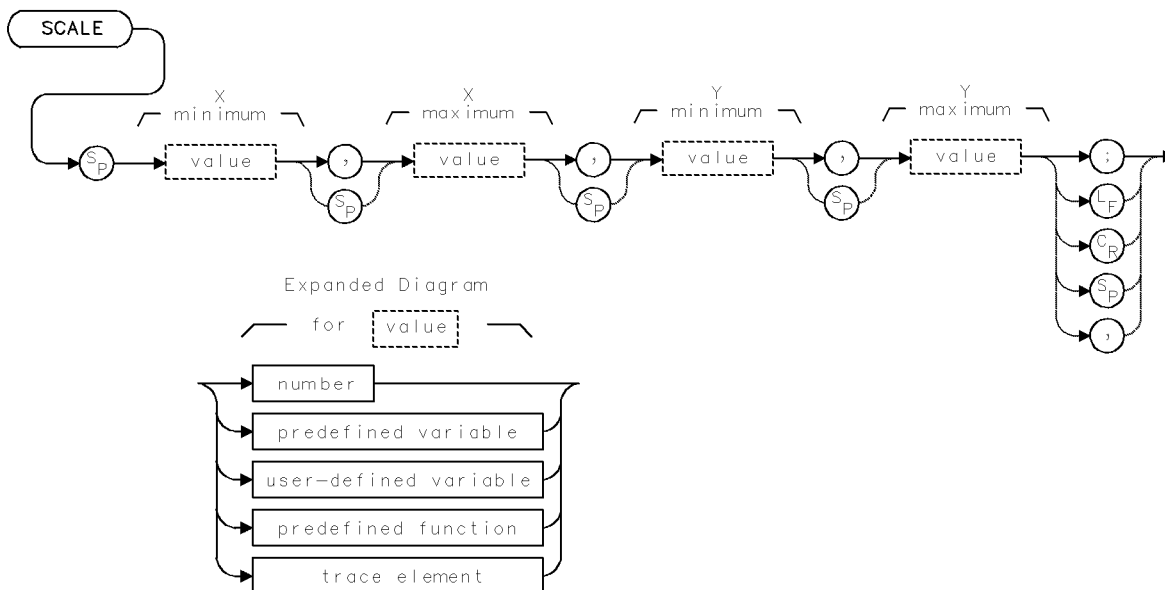 SCALE
X
minimum
X
maximum
Y
minimum
Y
maximum
SP value , value , value , value ;
SP SP SP LF
CR
SP
,
Expanded Diagram
for value
number
predefined variable
user-defined variable
predefined function
trace element